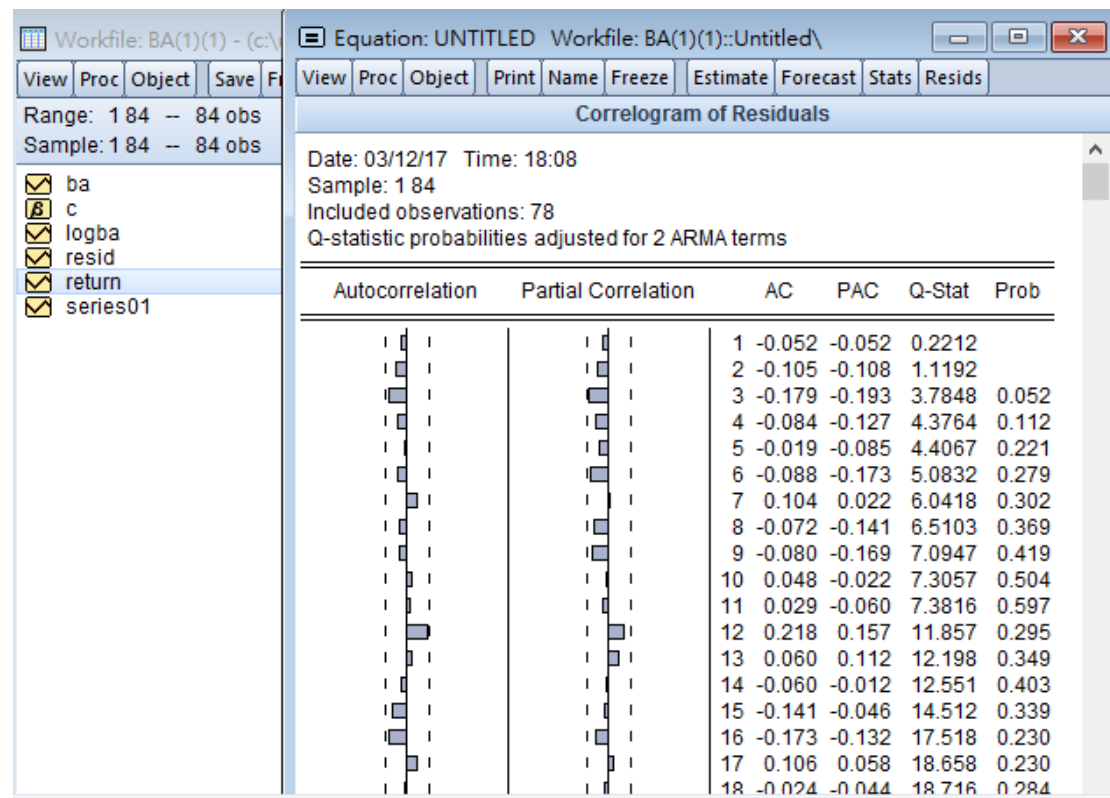 Workfile: BA(1)(1) - (c:\
View Proc Object Save
Range: 1 84 -- 84 obs
Sample: 1 84 -- 84 obs
ba
β c
logba
resid
return
series01
Equation: UNTITLED Workfile: BA(1)(1)::Untitled\
View Proc Object Print Name Freeze Estimate Forecast Stats Resids
Correlogram of Residuals
Date: 03/12/17 Time: 18:08
Sample: 1 84
Included observations: 78
Q-statistic probabilities adjusted for 2 ARMA terms
Autocorrelation Partial Correlation AC PAC Q-Stat Prob
1 -0.052 -0.052 0.2212
2 -0.105 -0.108 1.1192
3 -0.179 -0.193 3.7848 0.052
4 -0.084 -0.127 4.3764 0.112
5 -0.019 -0.085 4.4067 0.221
6 -0.088 -0.173 5.0832 0.279
7 0.104 0.022 6.0418 0.302
8 -0.072 -0.141 6.5103 0.369
9 -0.080 -0.169 7.0947 0.419
10 0.048 -0.022 7.3057 0.504
11 0.029 -0.060 7.3816 0.597
12 0.218 0.157 11.857 0.295
13 0.060 0.112 12.198 0.349
14 -0.060 -0.012 12.551 0.403
15 -0.141 -0.046 14.512 0.339
16 -0.173 -0.132 17.518 0.230
17 0.106 0.058 18.658 0.230
18 -0.024 -0.044 18.716 0.284